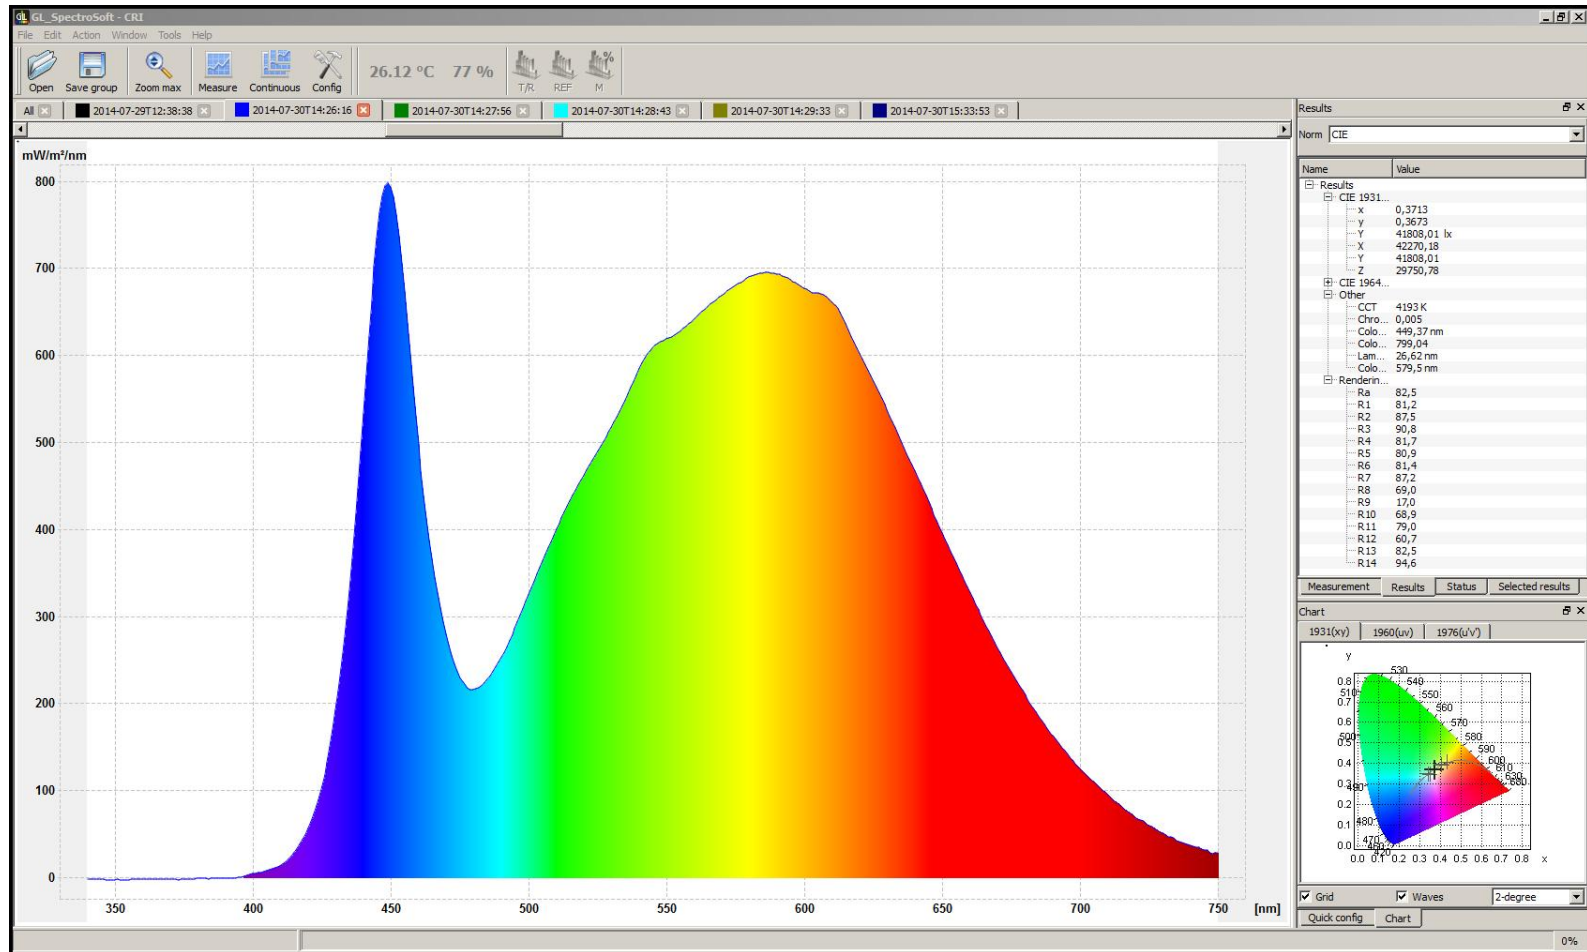 GL_SpectroSoft - CRI
File Edit Action Window Tools Help
Open Save group Zoom max Measure Continuous Config 26.12 °C 77 % T/R REF M
All 2014-07-29T12:38:38 2014-07-30T14:26:16 2014-07-30T14:27:56 2014-07-30T14:28:43 2014-07-30T14:29:33 2014-07-30T15:33:53
mW/m²/nm
800
700
600
500
400
300
200
100
0
350 400 450 500 550 600 650 700 750 [nm]
Results
Norm CIE
Name Value
Results
CIE 1931...
x 0,3713
y 0,3673
Y 41808,01 lx
X 42270,18
Y 41808,01
Z 29750,78
CIE 1964...
Other
CCT 4193 K
Chro... 0,005
Colo... 449,37 nm
Colo... 799,04
Lam... 26,62 nm
Colo... 579,5 nm
Renderin...
Ra 82,5
R1 81,2
R2 87,5
R3 90,8
R4 81,7
R5 80,9
R6 81,4
R7 87,2
R8 69,0
R9 17,0
R10 68,9
R11 79,0
R12 60,7
R13 82,5
R14 94,6
Measurement Results Status Selected results
Chart
1931(xy) 1960(uv) 1976(u'v')
y
530
540
550
560
570
580
590
600
610
630
680
510
500
490
480
470
460
420
0.8
0.7
0.6
0.5
0.4
0.3
0.2
0.1
0.0
0.0 0.1 0.2 0.3 0.4 0.5 0.6 0.7 0.8 x
Grid Waves 2-degree
Quick config Chart
0%